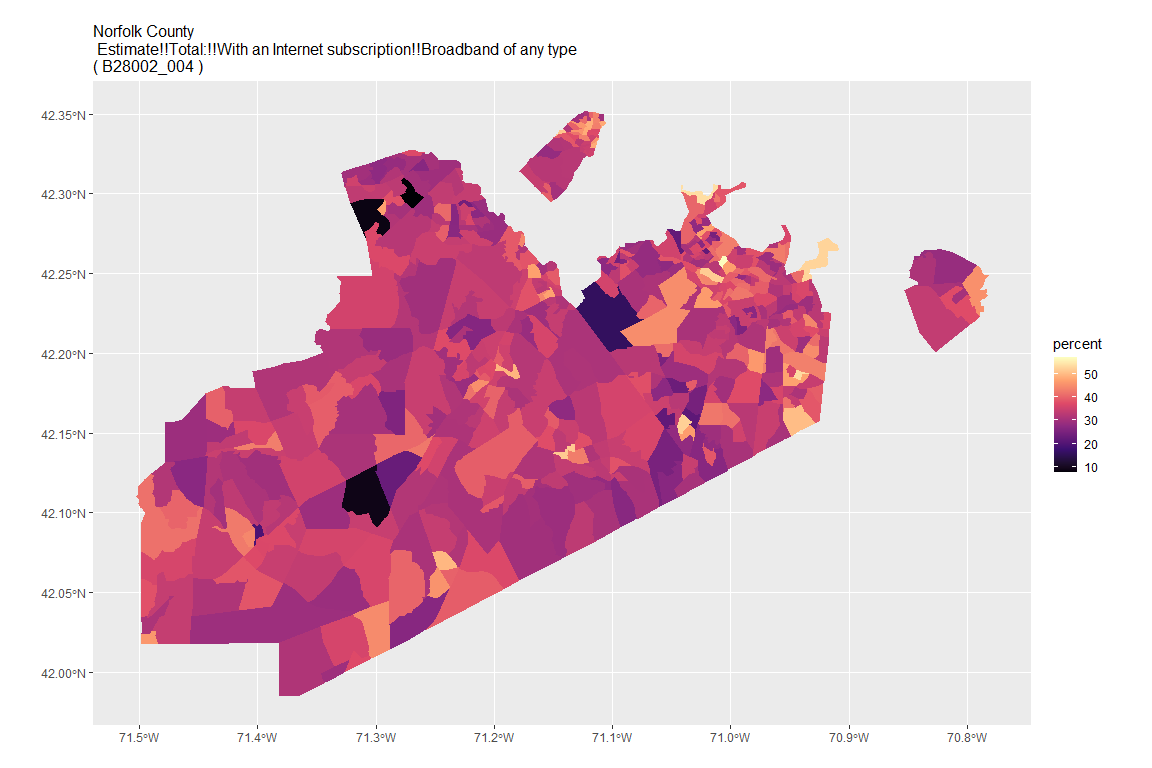 Norfolk County
Estimate!!Total:!!With an Internet subscription!!Broadband of any type
( B28002_004 )
42.35°N
42.30°N
42.25°N
42.20°N
42.15°N
42.10°N
42.05°N
42.00°N
71.5°W
71.4°W
71.3°W
71.2°W
71.1°W
71.0°W
70.9°W
70.8°W
percent
50
40
30
20
10